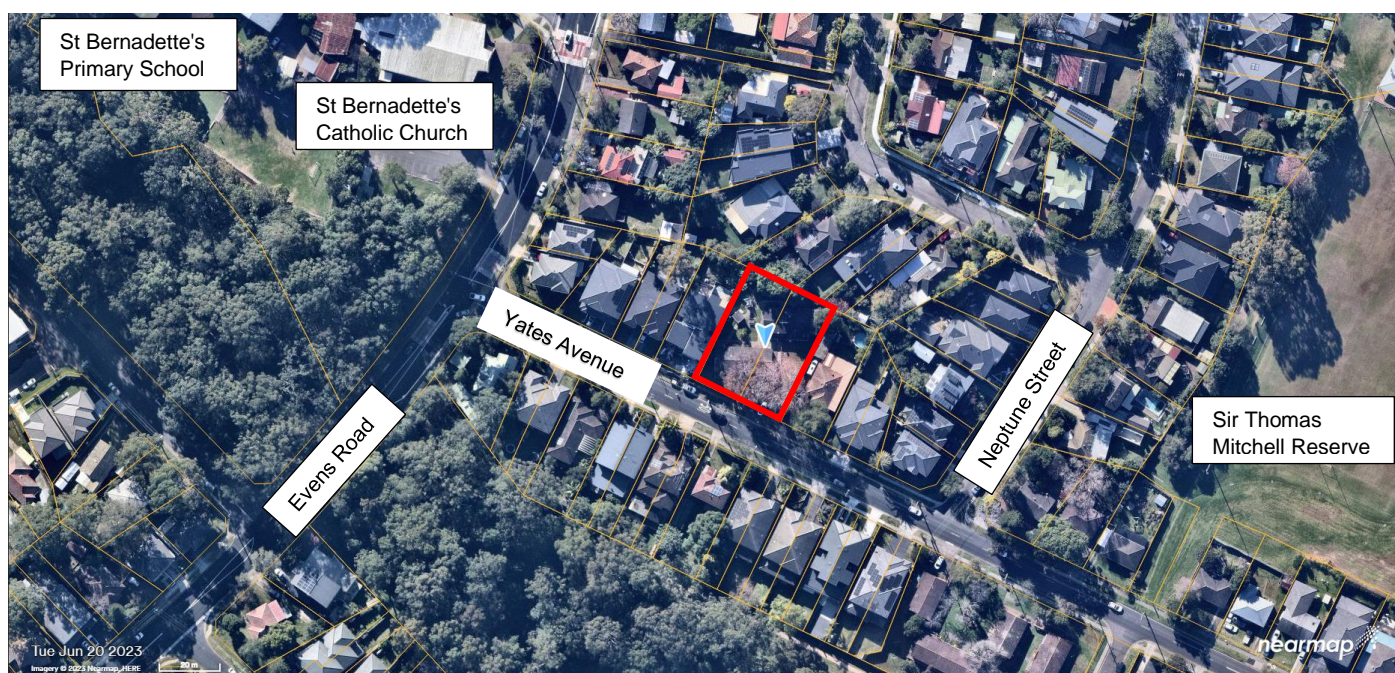 St Bernadette's
Primary School
St Bernadette's
Catholic Church
Yates Avenue
Evens Road
Neptune Street
Sir Thomas
Mitchell Reserve
Tue Jun 20 2023
Imagery © 2023 Nearmap, HERE
20 m
nearmap